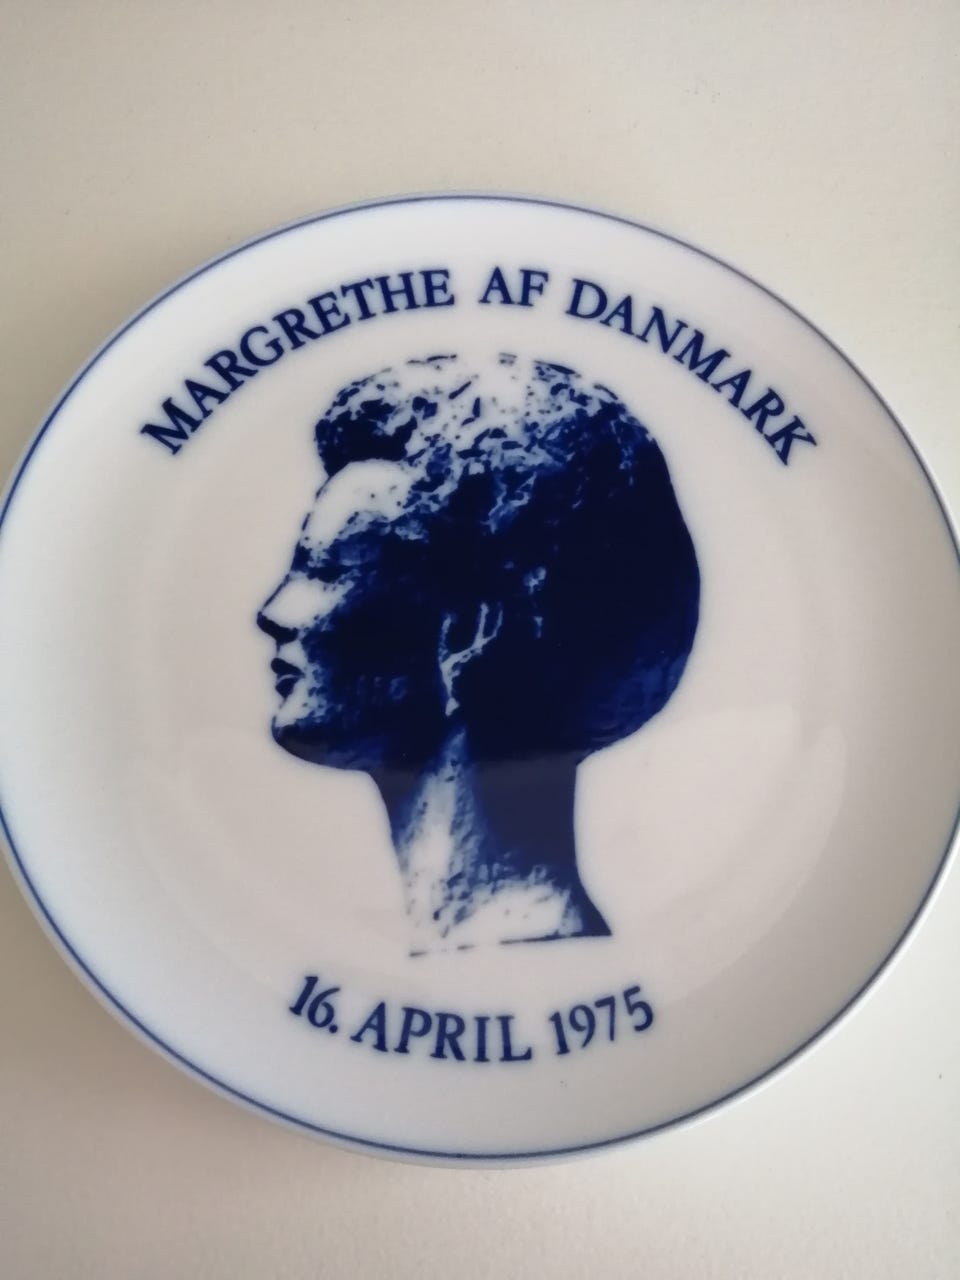 MARGRETHE AF DANMARK
16. APRIL 1975